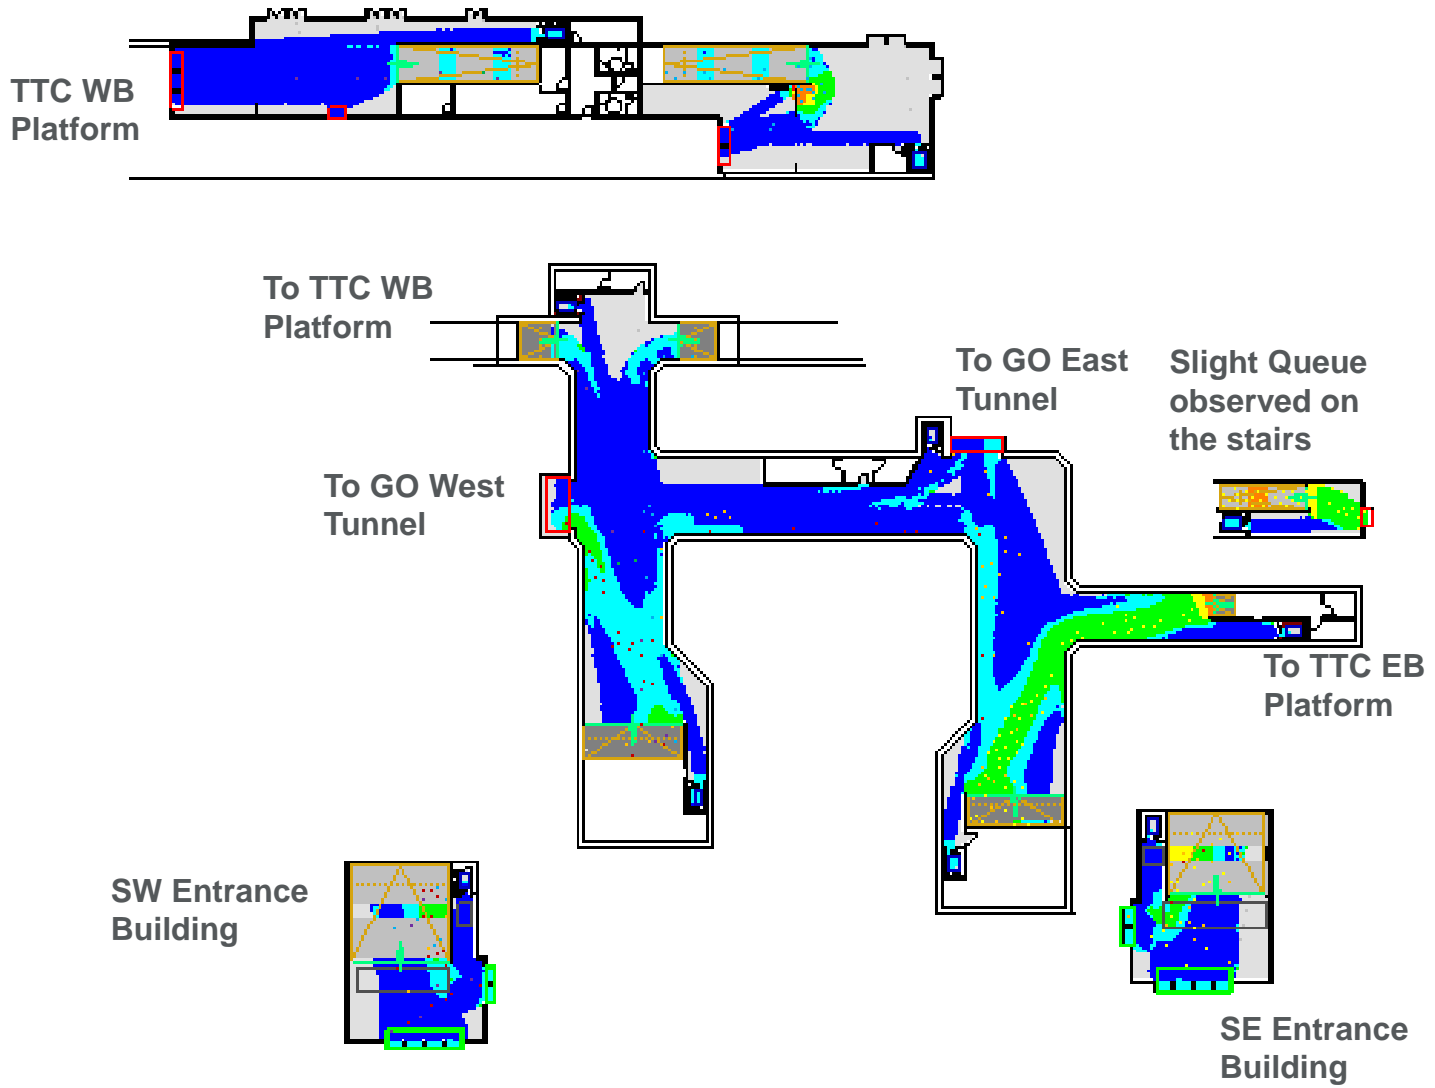 TTC WB
Platform
To TTC WB
Platform
To GO East
Tunnel
Slight Queue
observed on
the stairs
To GO West
Tunnel
To TTC EB
Platform
SW Entrance
Building
SE Entrance
Building